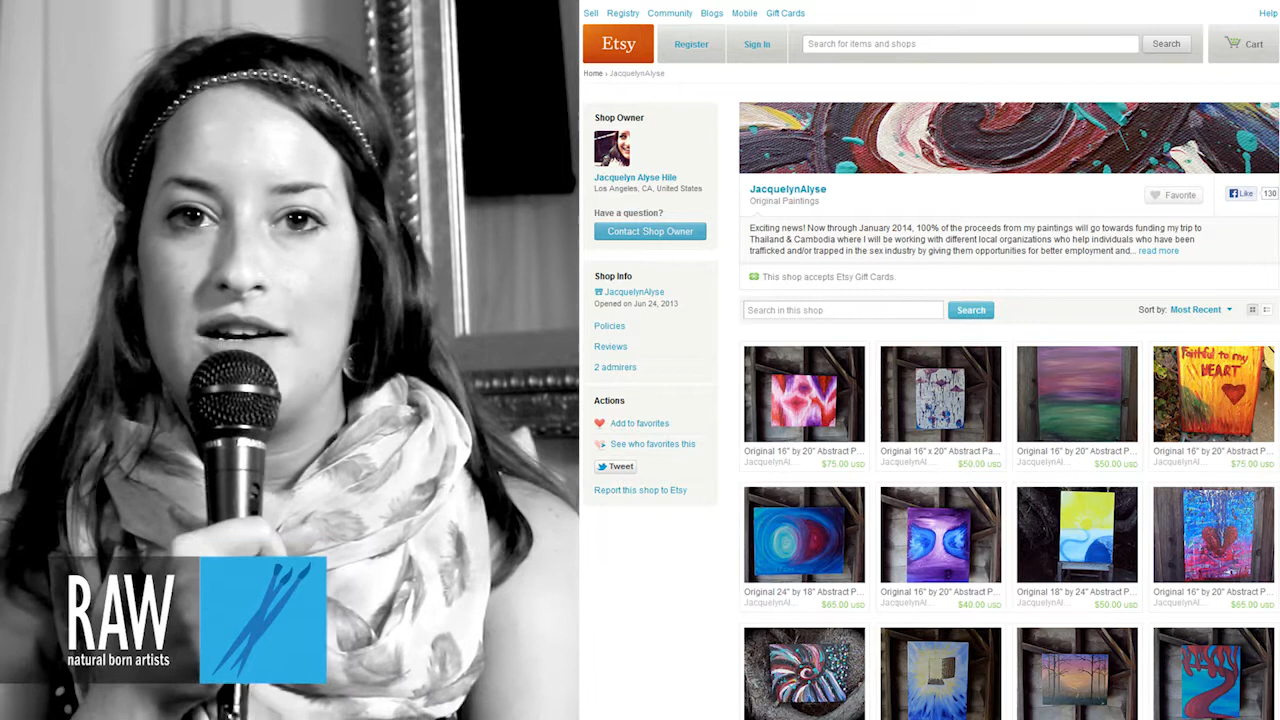 Sell Registry Community Blogs Mobile Gift Cards Help
Etsy Register Sign In Search for items and shops Search Cart
Home › JacquelynAlyse
Shop Owner
Jacquelyn Alyse Hile
Los Angeles, CA, United States
Have a question?
Contact Shop Owner
Shop Info
JacquelynAlyse
Opened on Jun 24, 2013
Policies
Reviews
2 admirers
Actions
Add to favorites
See who favorites this
Tweet
Report this shop to Etsy
JacquelynAlyse
Original Paintings
Favorite
Like 130
Exciting news! Now through January 2014, 100% of the proceeds from my paintings will go towards funding my trip to
Thailand & Cambodia where I will be working with different local organizations who help individuals who have been
trafficked and/or trapped in the sex industry by giving them opportunities for better employment and... read more
This shop accepts Etsy Gift Cards.
Search in this shop Search Sort by: Most Recent
Faithful to my
HEART
Original 16" by 20" Abstract P... Original 16" x 20" Abstract Pa... Original 16" by 20" Abstract P... Original 16" by 20" Abstract P...
JacquelynAl... $75.00 USD JacquelynAl... $50.00 USD JacquelynAl... $50.00 USD JacquelynAl... $75.00 USD
Original 24" by 18" Abstract P... Original 16" by 20" Abstract P... Original 18" by 24" Abstract P... Original 16" by 20" Abstract P...
JacquelynAl... $65.00 USD JacquelynAl... $40.00 USD JacquelynAl... $50.00 USD JacquelynAl... $65.00 USD
RAW
natural born artists